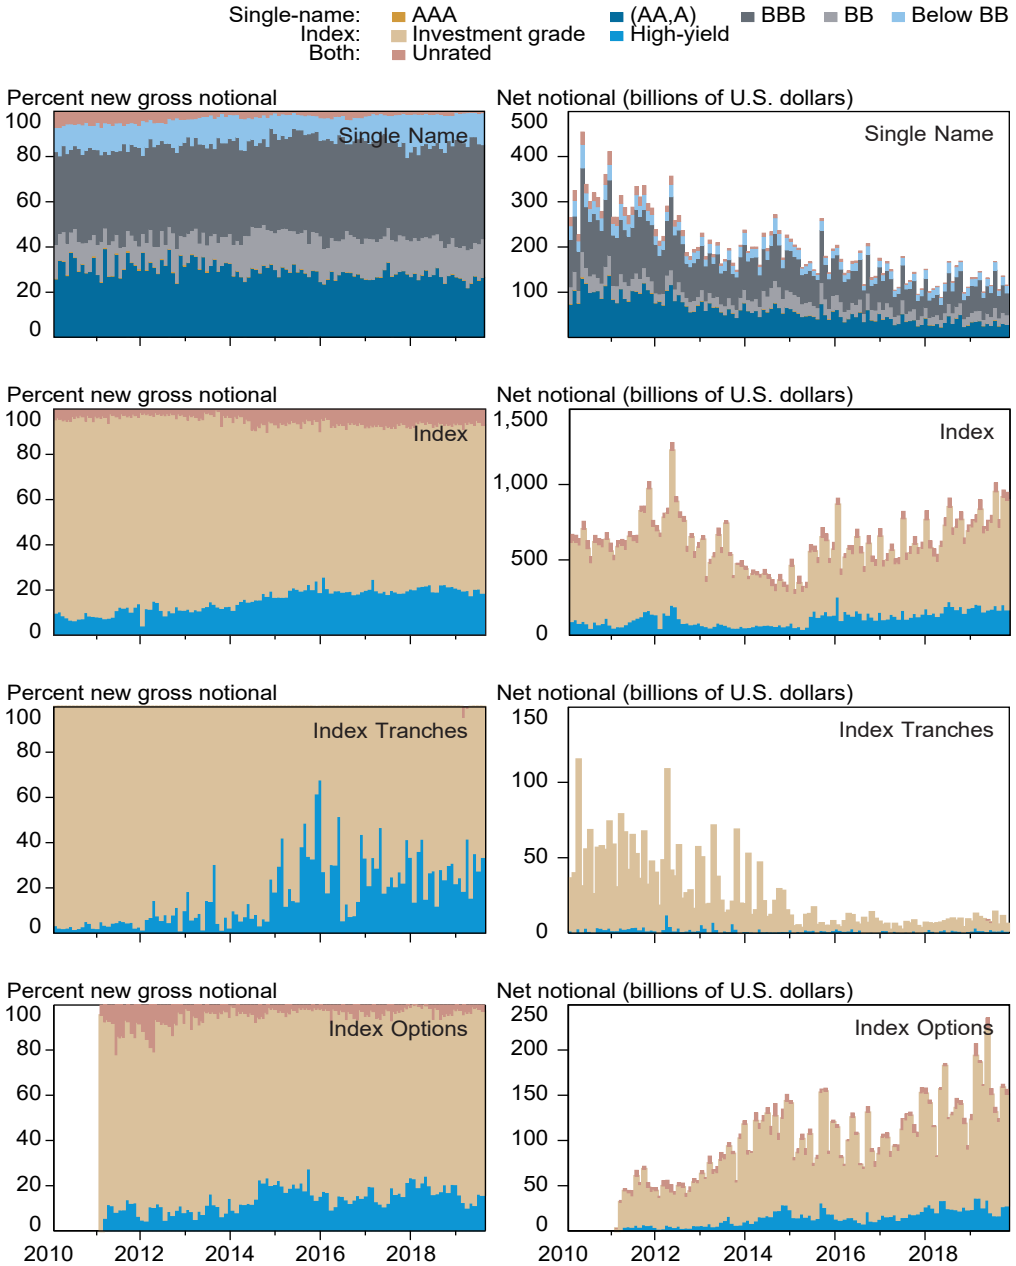 Single-name: AAA (AA,A) BBB BB Below BB
Index: Investment grade High-yield
Both: Unrated
Percent new gross notional Net notional (billions of U.S. dollars)
100 Single Name 500 Single Name
80 400
60 300
40 200
20 100
0
Percent new gross notional Net notional (billions of U.S. dollars)
100 Index 1,500 Index
80
60 1,000
40 500
20
0 0
Percent new gross notional Net notional (billions of U.S. dollars)
100 Index Tranches 150 Index Tranches
80 100
60
40 50
20
0 0
Percent new gross notional Net notional (billions of U.S. dollars)
100 Index Options 250 Index Options
80 200
60 150
40 100
20 50
0 0
2010 2012 2014 2016 2018 2010 2012 2014 2016 2018